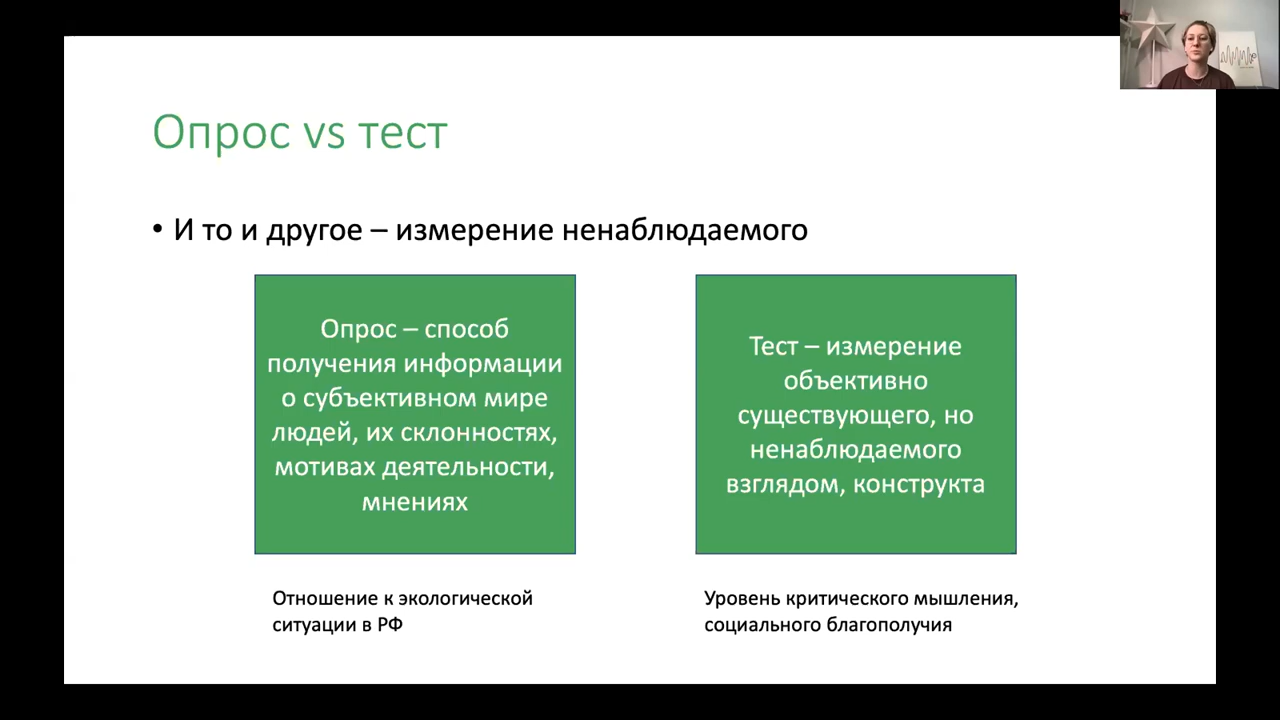 Опрос vs тест
• И то и другое – измерение ненаблюдаемого
Опрос – способ
получения информации
о субъективном мире
людей, их склонностях,
мотивах деятельности,
мнениях
Тест – измерение
объективно
существующего, но
ненаблюдаемого
взглядом, конструкта
Отношение к экологической
ситуации в РФ
Уровень критического мышления,
социального благополучия